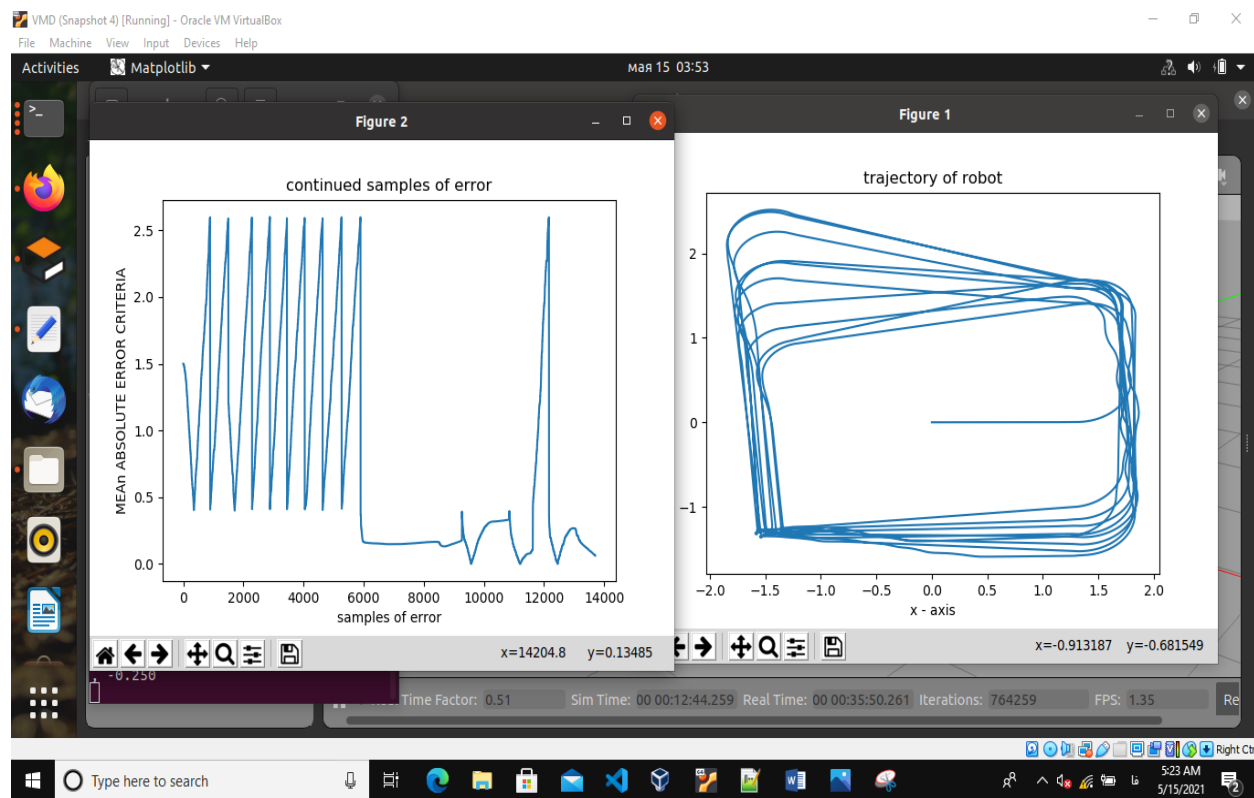 VMD (Snapshot 4) [Running] - Oracle VM VirtualBox
File Machine View Input Devices Help
Activities Matplotlib мая 15 03:53
Figure 2
continued samples of error
MEAn ABSOLUTE ERROR CRITERIA
2.5
2.0
1.5
1.0
0.5
0.0
0 2000 4000 6000 8000 10000 12000 14000
samples of error
x=14204.8 y=0.13485
Figure 1
trajectory of robot
2
1
0
−1
−2.0 −1.5 −1.0 −0.5 0.0 0.5 1.0 1.5 2.0
x - axis
x=-0.913187 y=-0.681549
, -0.250
Time Factor: 0.51 Sim Time: 00 00:12:44.259 Real Time: 00 00:35:50.261 Iterations: 764259 FPS: 1.35 Re
Right Ctr
Type here to search
فا
5:23 AM
5/15/2021
2